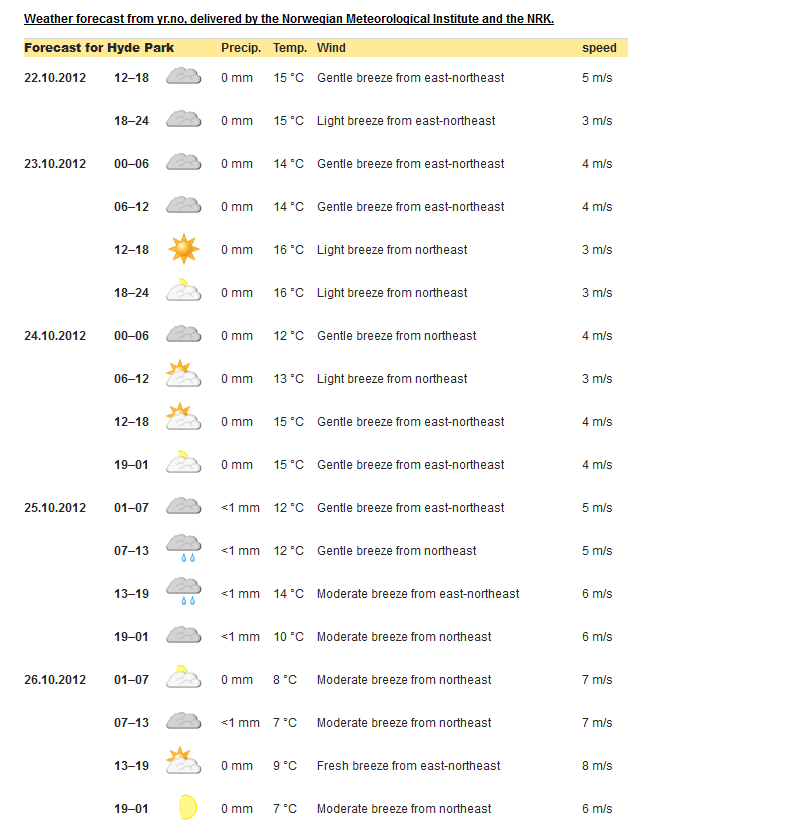 Weather forecast from yr.no, delivered by the Norwegian Meteorological Institute and the NRK.
Forecast for Hyde Park Precip. Temp. Wind speed
22.10.2012 12–18 0 mm 15 °C Gentle breeze from east-northeast 5 m/s
18–24 0 mm 15 °C Light breeze from east-northeast 3 m/s
23.10.2012 00–06 0 mm 14 °C Gentle breeze from east-northeast 4 m/s
06–12 0 mm 14 °C Gentle breeze from east-northeast 4 m/s
12–18 0 mm 16 °C Light breeze from northeast 3 m/s
18–24 0 mm 16 °C Light breeze from northeast 3 m/s
24.10.2012 00–06 0 mm 12 °C Gentle breeze from northeast 4 m/s
06–12 0 mm 13 °C Light breeze from northeast 3 m/s
12–18 0 mm 15 °C Gentle breeze from east-northeast 4 m/s
19–01 0 mm 15 °C Gentle breeze from east-northeast 4 m/s
25.10.2012 01–07 <1 mm 12 °C Gentle breeze from east-northeast 5 m/s
07–13 <1 mm 12 °C Gentle breeze from northeast 5 m/s
13–19 <1 mm 14 °C Moderate breeze from east-northeast 6 m/s
19–01 <1 mm 10 °C Moderate breeze from northeast 6 m/s
26.10.2012 01–07 0 mm 8 °C Moderate breeze from northeast 7 m/s
07–13 <1 mm 7 °C Moderate breeze from northeast 7 m/s
13–19 0 mm 9 °C Fresh breeze from east-northeast 8 m/s
19–01 0 mm 7 °C Moderate breeze from northeast 6 m/s